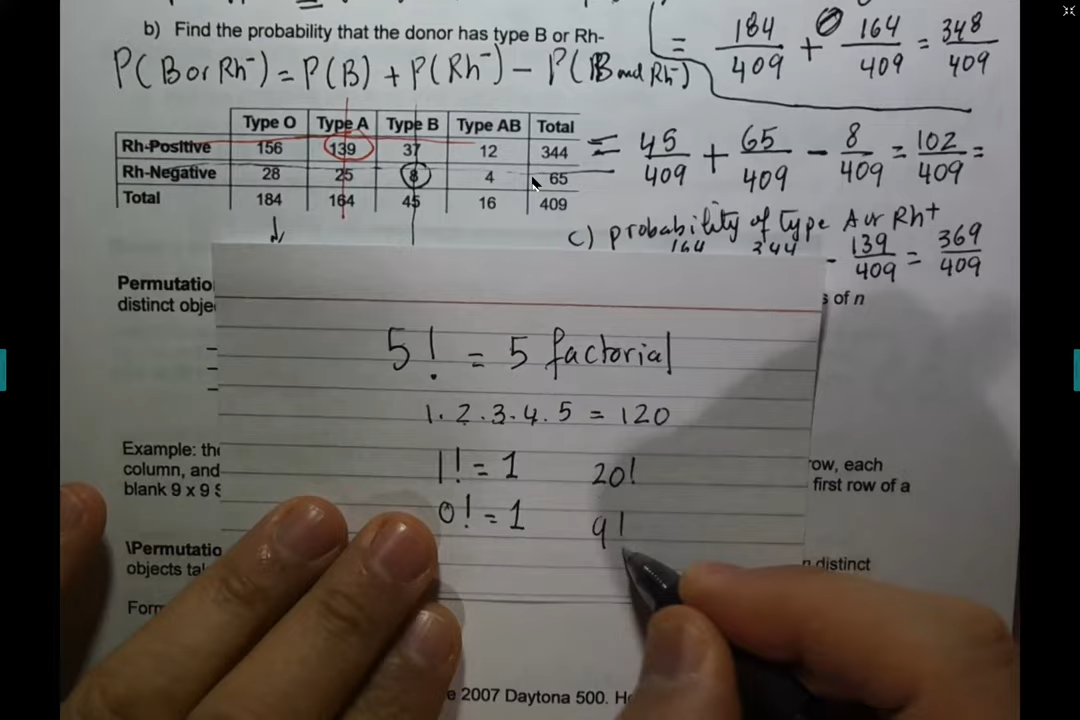 b) Find the probability that the donor has type B or Rh-
= 184/409 + 164/409 = 348/409
P(B or Rh⁻) = P(B) + P(Rh⁻) − P(B and Rh⁻)
Type O Type A Type B Type AB Total
Rh-Positive 156 139 37 12 344
Rh-Negative 28 25 8 4 65
Total 184 164 45 16 409
= 45/409 + 65/409 − 8/409 = 102/409 =
c) probability of type A or Rh⁺
164 344 − 139/409 = 369/409
Permutatio s of n
distinct obje
5! = 5 factorial
1.2.3.4.5 = 120
1! = 1 20!
0! = 1 9!
Example: the row, each
column, and first row of a
blank 9 x 9 S
\Permutatio n distinct
objects tak
Form
e 2007 Daytona 500. Ho